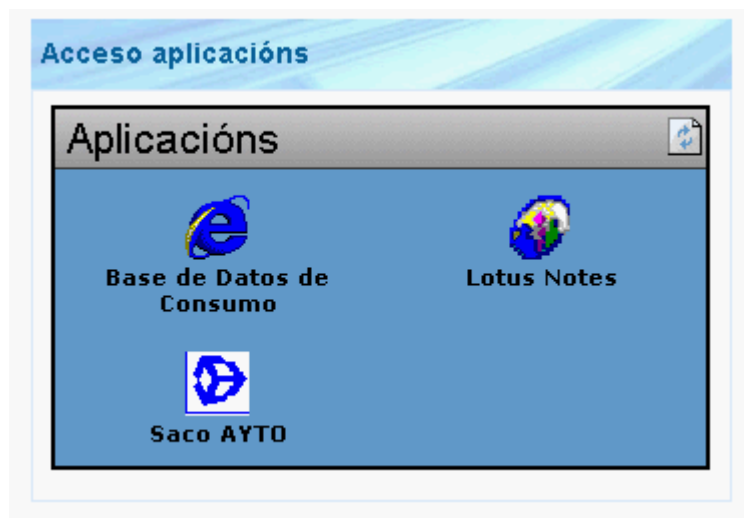 Acceso aplicacións
Aplicacións
Base de Datos de
Consumo
Lotus Notes
Saco AYTO